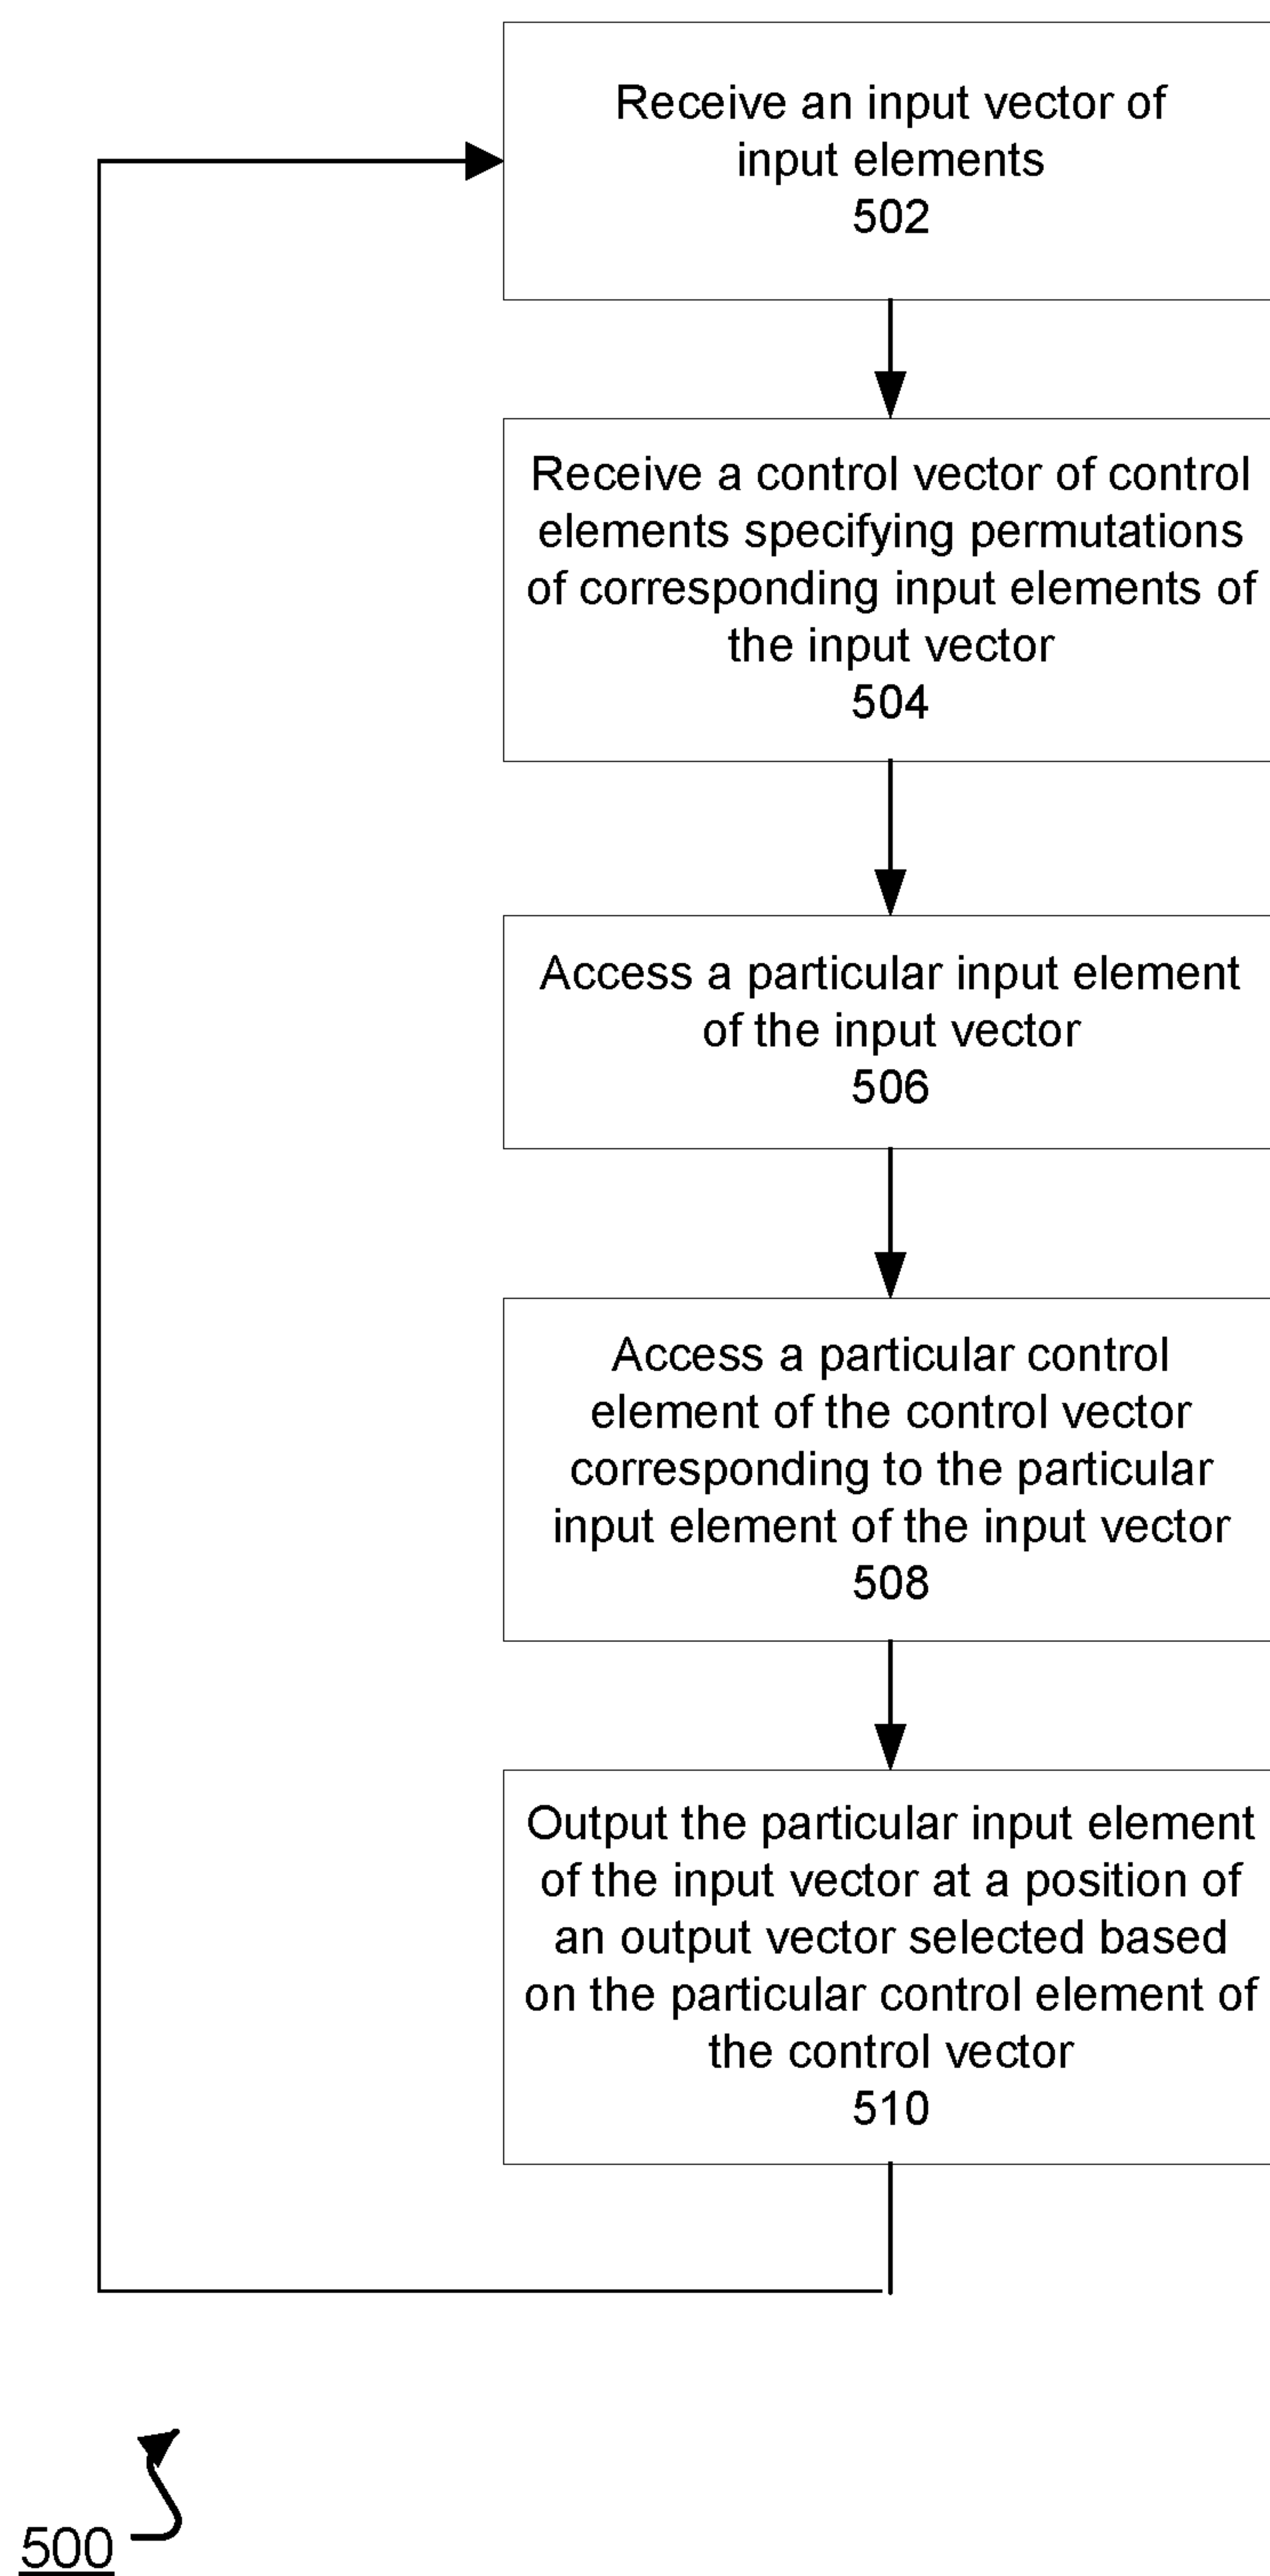 Receive an input vector of
input elements
502
Receive a control vector of control
elements specifying permutations
of corresponding input elements of
the input vector
504
Access a particular input element
of the input vector
506
Access a particular control
element of the control vector
corresponding to the particular
input element of the input vector
508
Output the particular input element
of the input vector at a position of
an output vector selected based
on the particular control element of
the control vector
510
500